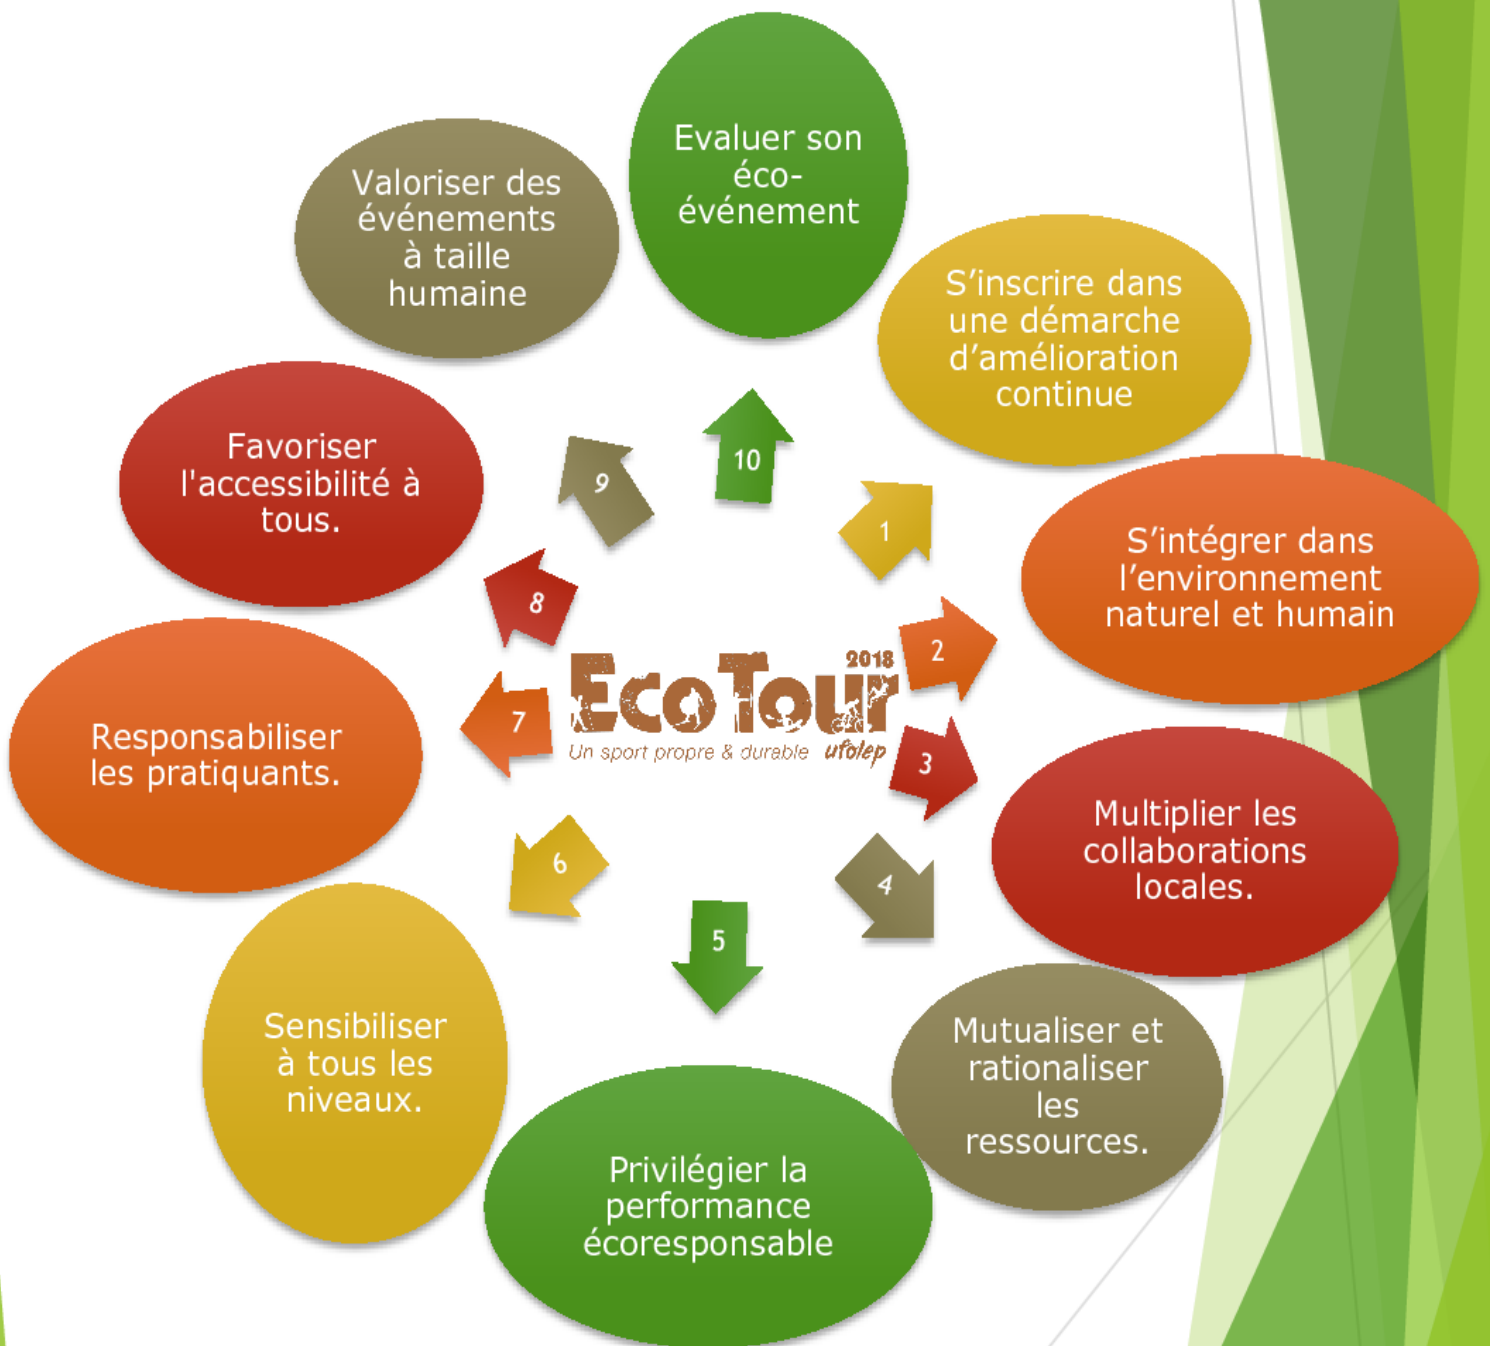 Evaluer son
éco-
événement
10
S’inscrire dans
une démarche
d’amélioration
continue
1
S’intégrer dans
l’environnement
naturel et humain
2
Multiplier les
collaborations
locales.
3
Mutualiser et
rationaliser
les
ressources.
4
Privilégier la
performance
écoresponsable
5
Sensibiliser
à tous les
niveaux.
6
Responsabiliser
les pratiquants.
7
Favoriser
l'accessibilité à
tous.
8
Valoriser des
événements
à taille
humaine
9
2018
EcoTour
Un sport propre & durable ufolep